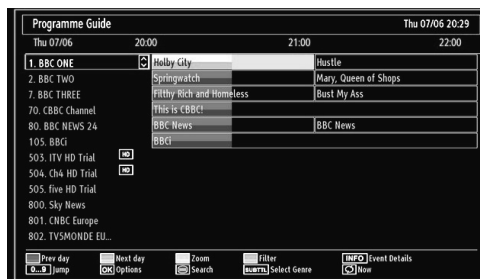 Programme Guide Thu 07/06 20:29
Thu 07/06 20:00 21:00 22:00
1. BBC ONE Holby City Hustle
2. BBC TWO Springwatch Mary, Queen of Shops
7. BBC THREE Filthy Rich and Homeless Bust My Ass
70. CBBC Channel This is CBBC!
80. BBC NEWS 24 BBC News BBC News
105. BBCi BBCi
503. ITV HD Trial HD
504. Ch4 HD Trial HD
505. five HD Trial
800. Sky News
801. CNBC Europe
802. TV5MONDE EU...
Prev day Next day Zoom Filter INFO Event Details
0...9 Jump OK Options Search SUBTTL Select Genre Now